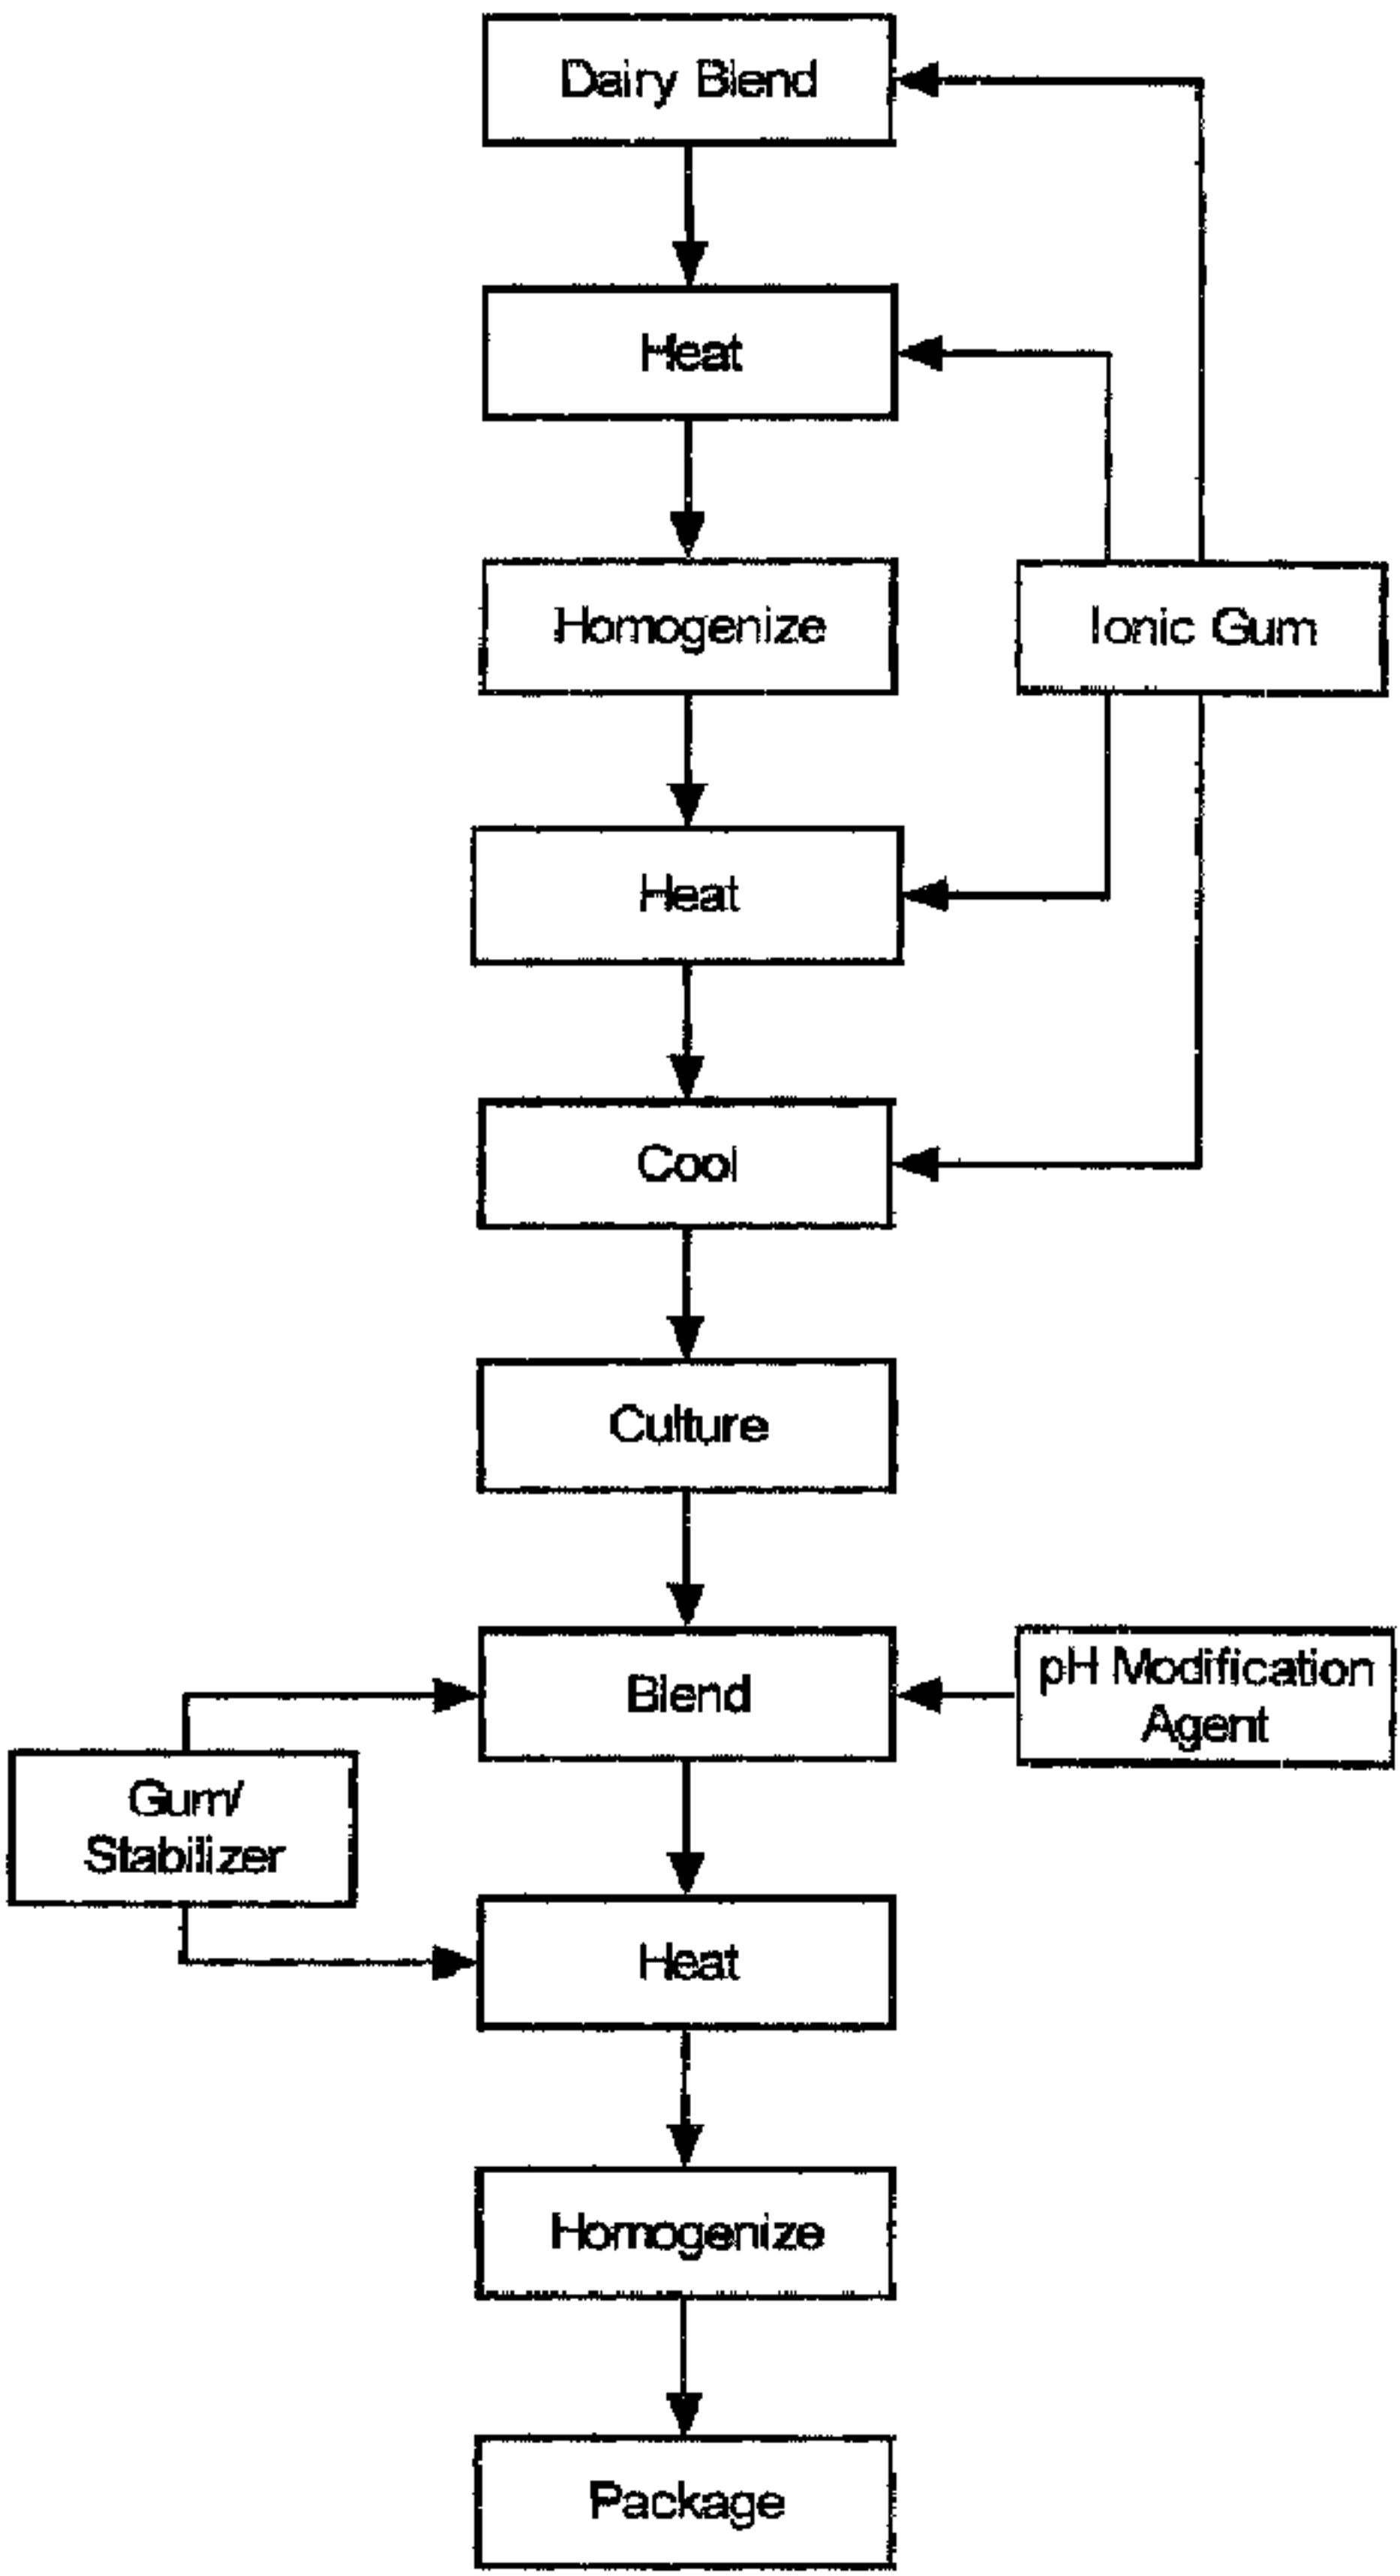 Dairy Blend
Heat
Homogenize
Ionic Gum
Heat
Cool
Culture
Blend
pH Modification
Agent
Gum/
Stabilizer
Heat
Homogenize
Package